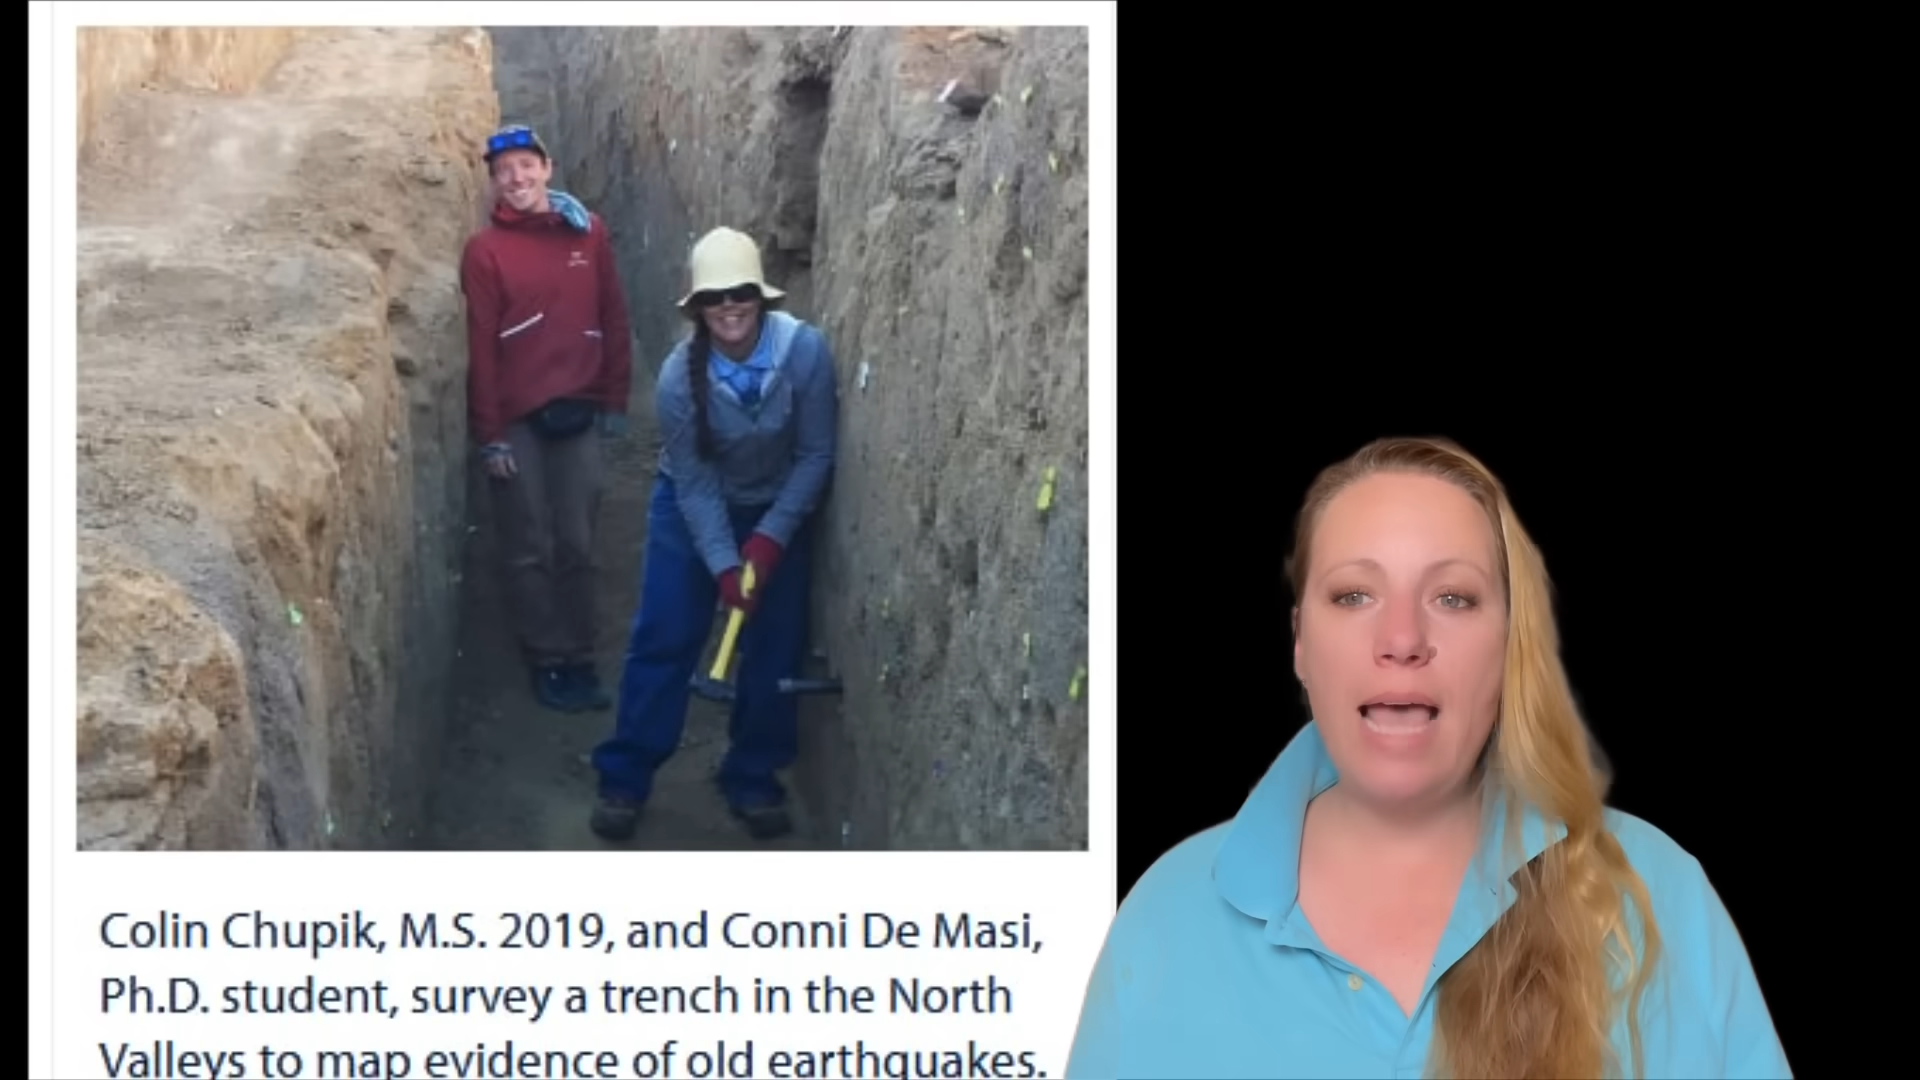 Colin Chupik, M.S. 2019, and Conni De Masi,
Ph.D. student, survey a trench in the North
Valleys to map evidence of old earthquakes.